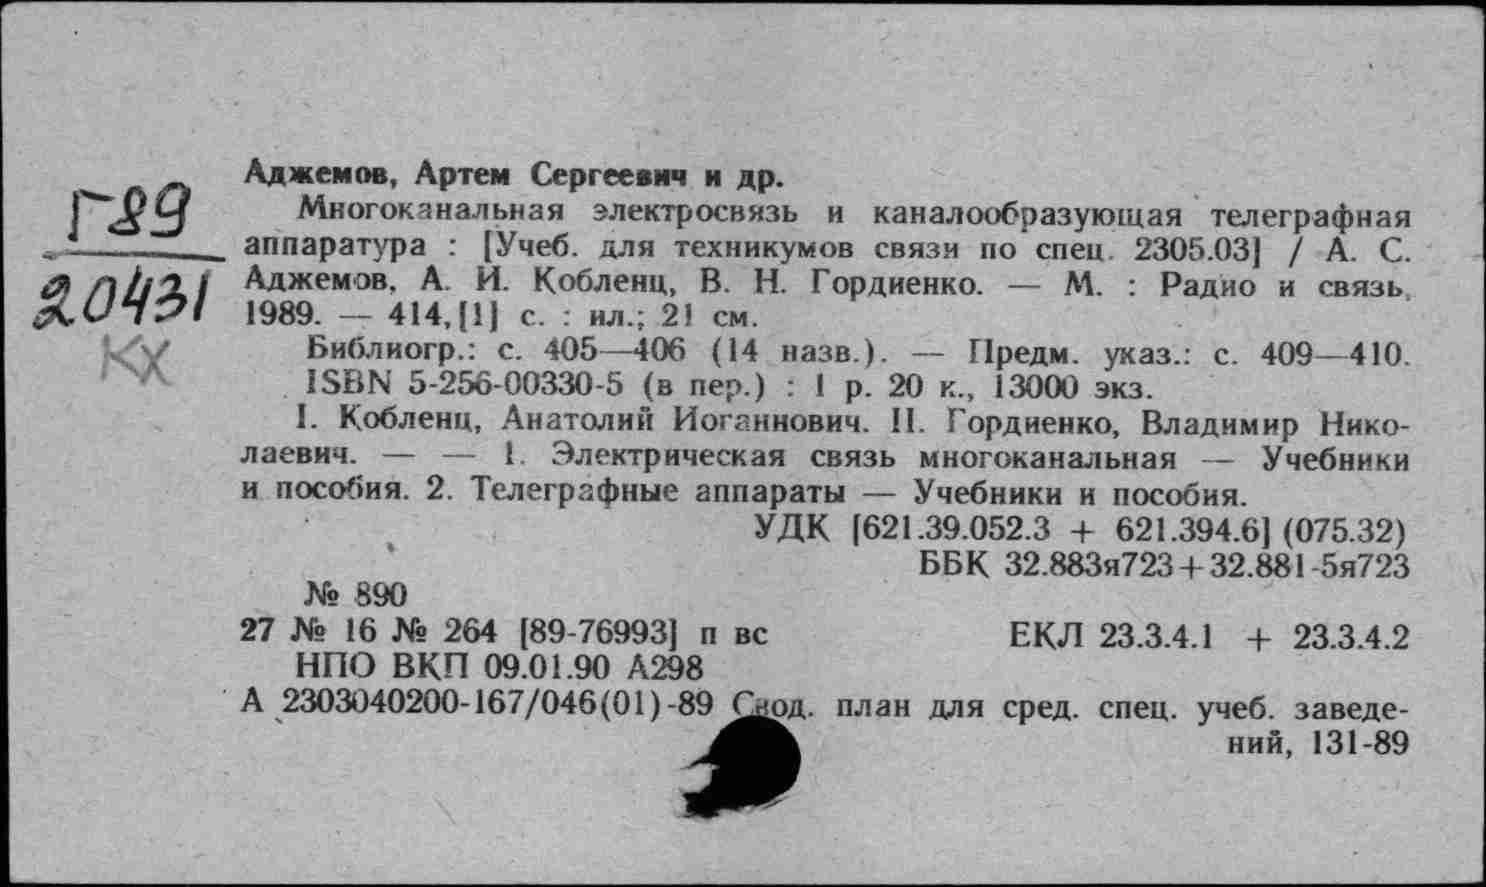 Г89
20431
КХ
Аджемов, Артем Сергеевич и др.
Многоканальная электросвязь и каналообразующая телеграфная
аппаратура : [Учеб. для техникумов связи по спец. 2305.03] / А. С.
Аджемов, А. И. Кобленц, В. Н. Гордиенко. — М. : Радио и связь,
1989. — 414,[1] с. : ил.; 21 см.
Библиогр.: с. 405—406 (14 назв.). — Предм. указ.: с. 409—410.
ISBN 5-256-00330-5 (в пер.) : 1 р. 20 к., 13000 экз.
I. Кобленц, Анатолий Иоганнович. II. Гордиенко, Владимир Нико-
лаевич. — — 1. Электрическая связь многоканальная — Учебники
и пособия. 2. Телеграфные аппараты — Учебники и пособия.
УДК [621.39.052.3 + 621.394.6] (075.32)
ББК 32.883я723+32.881-5я723
№ 890
27 № 16 № 264 [89-76993] п вс ЕКЛ 23.3.4.1 + 23.3.4.2
НПО ВКП 09.01.90 А298
А 2303040200-167/046(01)-89 Свод. план для сред. спец. учеб. заведе-
ний, 131-89